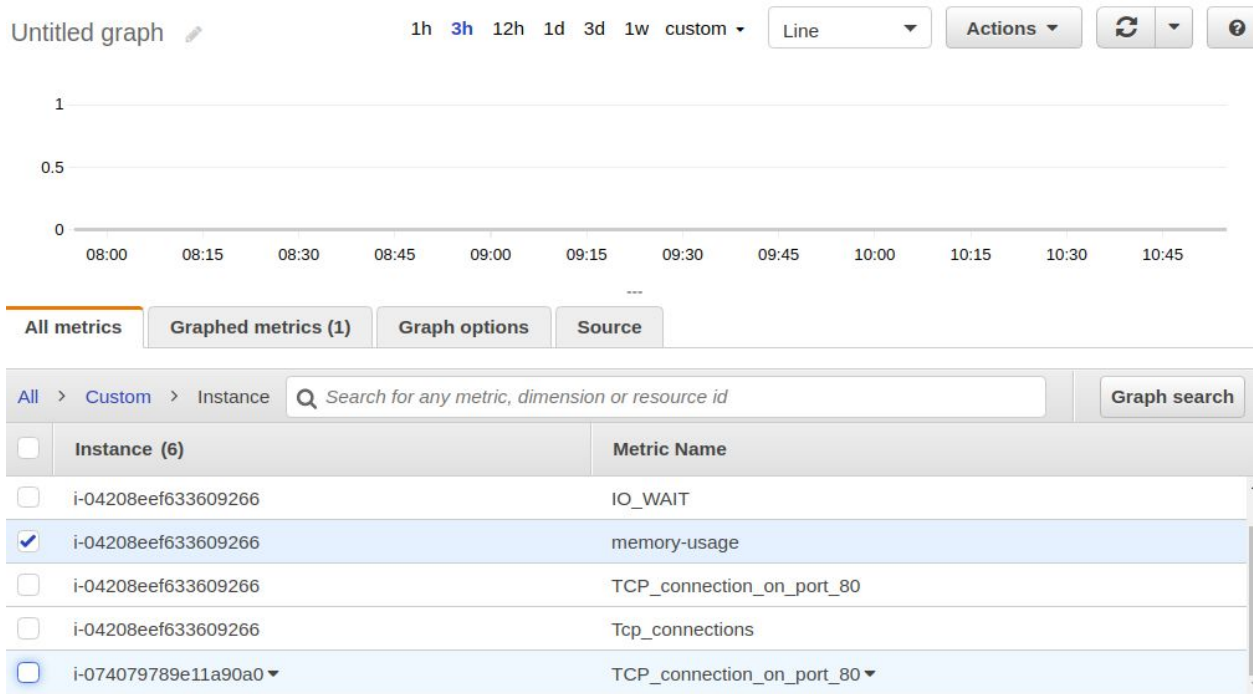 Untitled graph 1h 3h 12h 1d 3d 1w custom Line Actions
1
0.5
0
08:00 08:15 08:30 08:45 09:00 09:15 09:30 09:45 10:00 10:15 10:30 10:45
All metrics Graphed metrics (1) Graph options Source
All > Custom > Instance Search for any metric, dimension or resource id Graph search
Instance (6) Metric Name
i-04208eef633609266 IO_WAIT
i-04208eef633609266 memory-usage
i-04208eef633609266 TCP_connection_on_port_80
i-04208eef633609266 Tcp_connections
i-074079789e11a90a0 TCP_connection_on_port_80